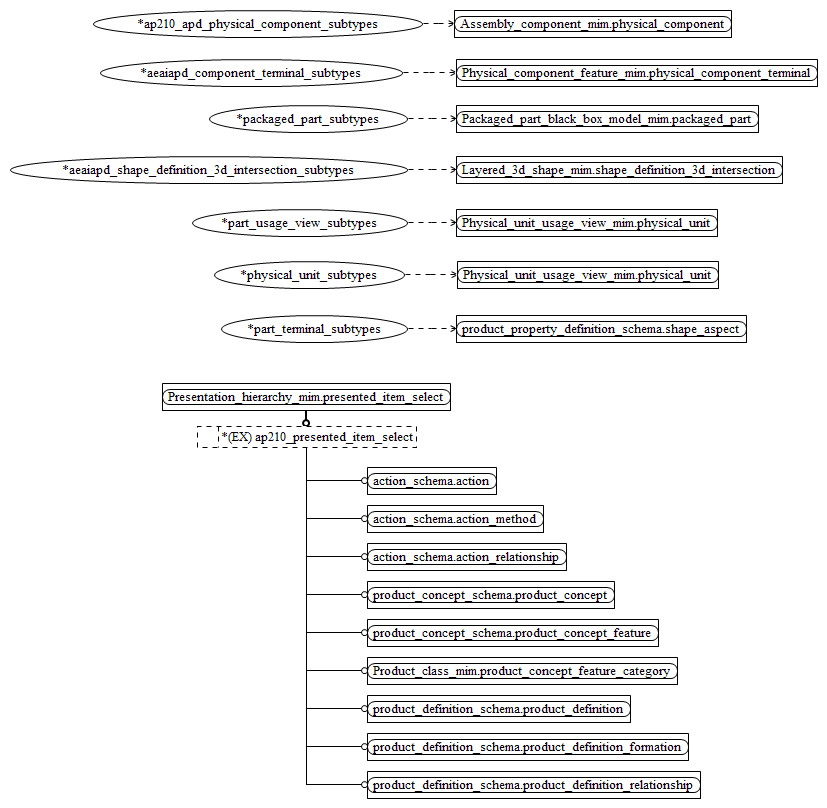 *ap210_apd_physical_component_subtypes Assembly_component_mim.physical_component
*aeaiapd_component_terminal_subtypes Physical_component_feature_mim.physical_component_terminal
*packaged_part_subtypes Packaged_part_black_box_model_mim.packaged_part
*aeaiapd_shape_definition_3d_intersection_subtypes Layered_3d_shape_mim.shape_definition_3d_intersection
*part_usage_view_subtypes Physical_unit_usage_view_mim.physical_unit
*physical_unit_subtypes Physical_unit_usage_view_mim.physical_unit
*part_terminal_subtypes product_property_definition_schema.shape_aspect
Presentation_hierarchy_mim.presented_item_select
*(EX) ap210_presented_item_select
action_schema.action
action_schema.action_method
action_schema.action_relationship
product_concept_schema.product_concept
product_concept_schema.product_concept_feature
Product_class_mim.product_concept_feature_category
product_definition_schema.product_definition
product_definition_schema.product_definition_formation
product_definition_schema.product_definition_relationship